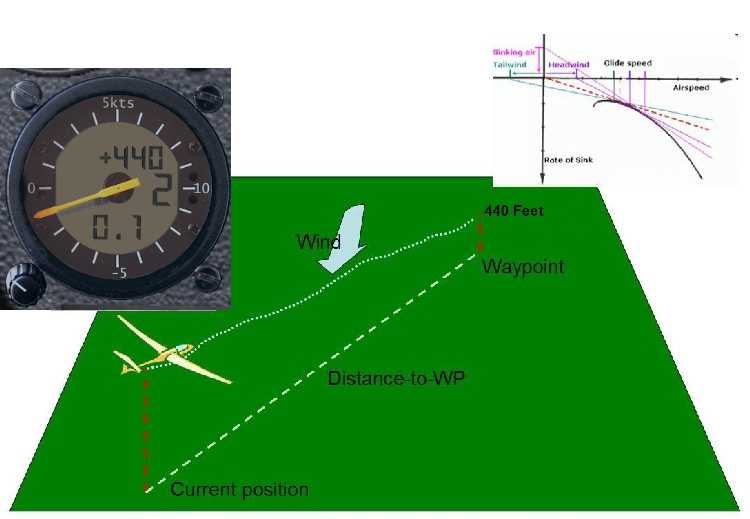 5kts
+440
0
2
10
0.1
-5
Sinking air
Tailwind
Headwind
Glide speed
Airspeed
Rate of Sink
440 Feet
Wind
Waypoint
Distance-to-WP
Current position